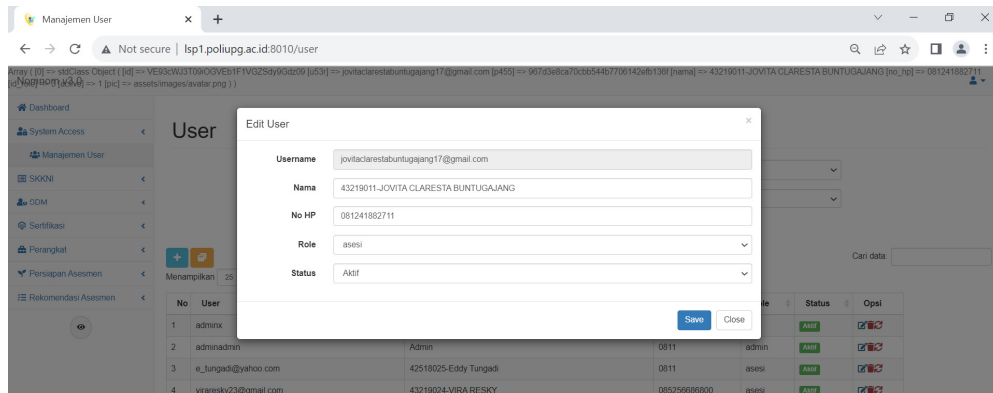 Manajemen User
Not secure | lsp1.poliupg.ac.id:8010/user
Array ( [0] => stdClass Object ( [id] => [u53r] => jovitaclarestabuntugajang17@gmail.com [p455] => [nama] => 43219011-JOVITA CLARESTA BUNTUGAJANG [no_hp] => 081241882711
[id_role] => [active] => 1 [pic] => assets/images/avatar.png ) )
Dashboard
System Access
Manajemen User
SKKNI
SDM
Sertifikasi
Perangkat
Persiapan Asesmen
Rekomendasi Asesmen
User
Edit User
×
Username jovitaclarestabuntugajang17@gmail.com
Nama 43219011-JOVITA CLARESTA BUNTUGAJANG
No HP 081241882711
Role asesi
Status Aktif
Save Close
Cari data:
Menampilkan 25
No User Status Opsi
1 adminx Aktif
2 adminadmin Admin 0811 admin Aktif
3 e_tungadi@yahoo.com 42518025-Eddy Tungadi 0811 asesi Aktif
4 viraresky23@gmail.com 43219024-VIRA RESKY 085256686800 asesi Aktif